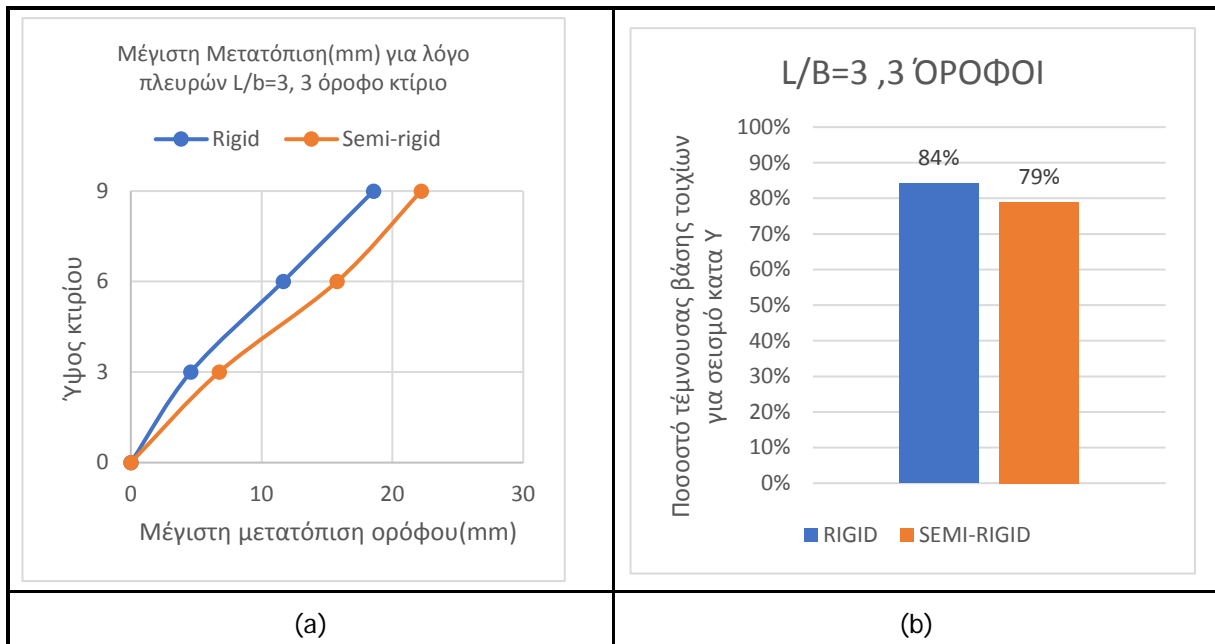 Μέγιστη Μετατόπιση(mm) για λόγο
πλευρών L/b=3, 3 όροφο κτίριο
Rigid
Semi-rigid
9
6
3
0
Ύψος κτιρίου
0
10
20
30
Μέγιστη μετατόπιση ορόφου(mm)
(a)
L/B=3 ,3 ΌΡΟΦΟΙ
100%
90%
80%
70%
60%
50%
40%
30%
20%
10%
0%
Ποσοστό τέμνουσας βάσης τοιχίων
για σεισμό κατα Υ
84%
79%
RIGID
SEMI-RIGID
(b)